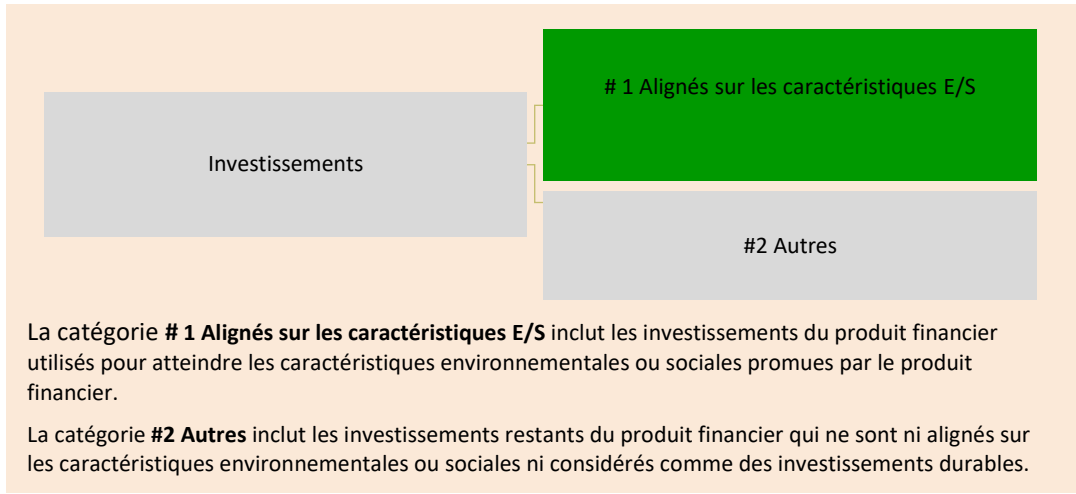 # 1 Alignés sur les caractéristiques E/S
Investissements
#2 Autres
La catégorie # 1 Alignés sur les caractéristiques E/S inclut les investissements du produit financier
utilisés pour atteindre les caractéristiques environnementales ou sociales promues par le produit
financier.
La catégorie #2 Autres inclut les investissements restants du produit financier qui ne sont ni alignés sur
les caractéristiques environnementales ou sociales ni considérés comme des investissements durables.